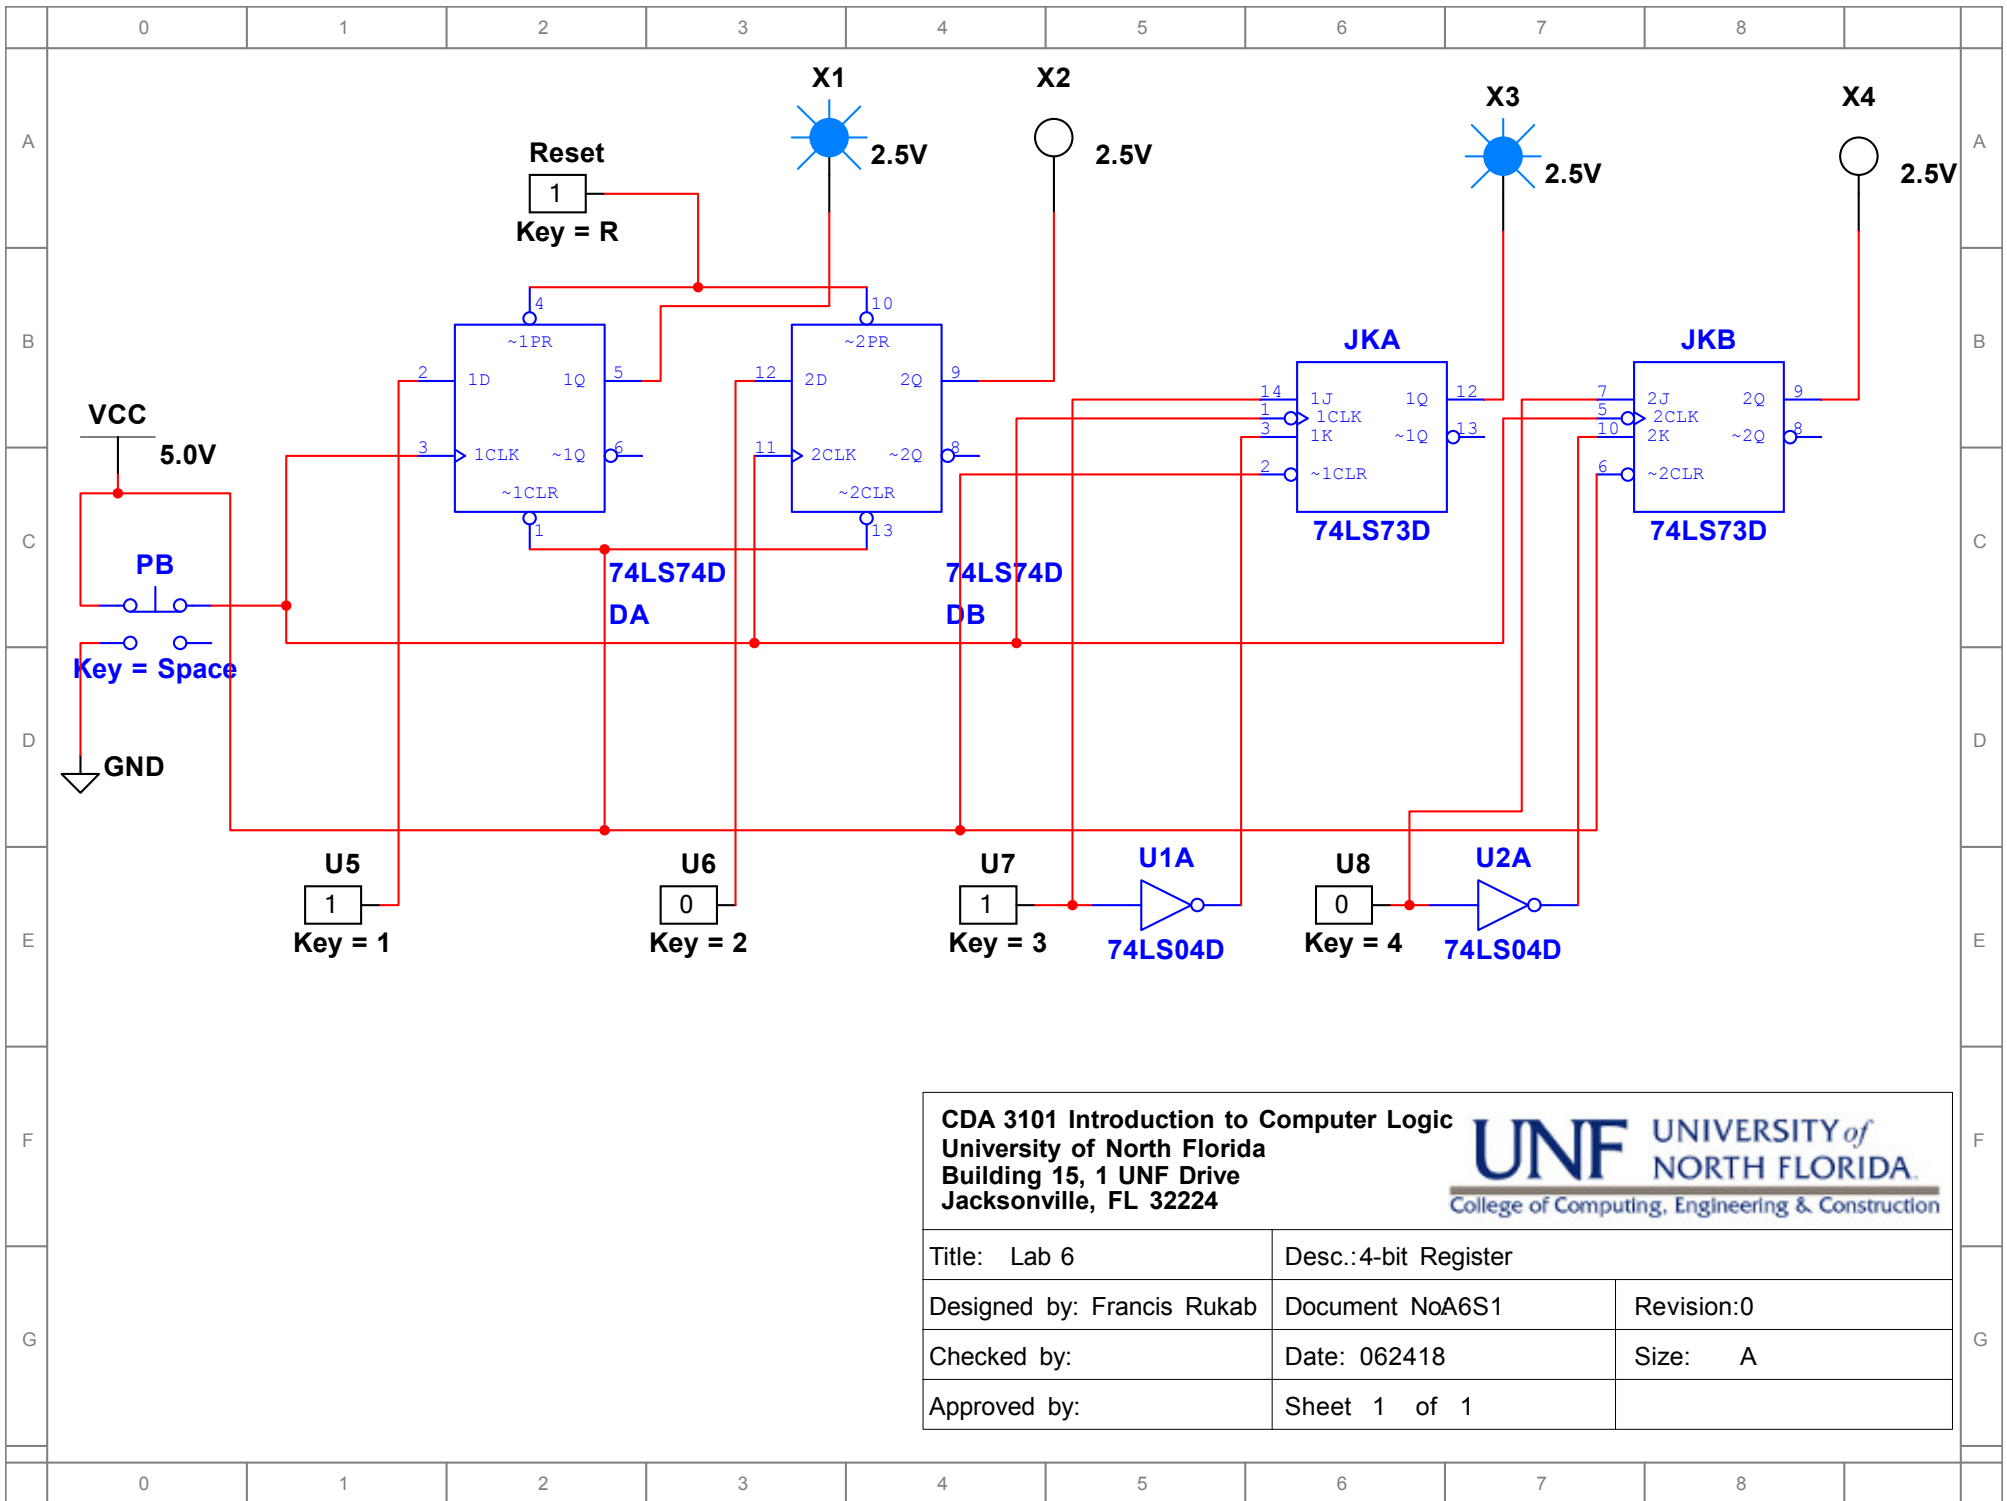 0 1 2 3 4 5 6 7 8
A A
B B
C C
D D
E E
F F
G G
X1
2.5V
X2
2.5V
X3
2.5V
X4
2.5V
Reset
1
Key = R
VCC
5.0V
PB
Key = Space
GND
4
~1PR
2 1D 1Q 5
3 1CLK ~1Q 6
~1CLR
1
74LS74D
DA
10
~2PR
12 2D 2Q 9
11 2CLK ~2Q 8
~2CLR
13
74LS74D
DB
JKA
14 1J 1Q 12
1 1CLK
3 1K ~1Q 13
2 ~1CLR
74LS73D
JKB
7 2J 2Q 9
5 2CLK
10 2K ~2Q 8
6 ~2CLR
74LS73D
U5
1
Key = 1
U6
0
Key = 2
U7
1
Key = 3
U1A
74LS04D
U8
0
Key = 4
U2A
74LS04D
CDA 3101 Introduction to Computer Logic
University of North Florida
Building 15, 1 UNF Drive
Jacksonville, FL 32224
UNF UNIVERSITY of
NORTH FLORIDA.
College of Computing, Engineering & Construction
Title: Lab 6 Desc.:4-bit Register
Designed by: Francis Rukab Document NoA6S1 Revision:0
Checked by: Date: 062418 Size: A
Approved by: Sheet 1 of 1
0 1 2 3 4 5 6 7 8